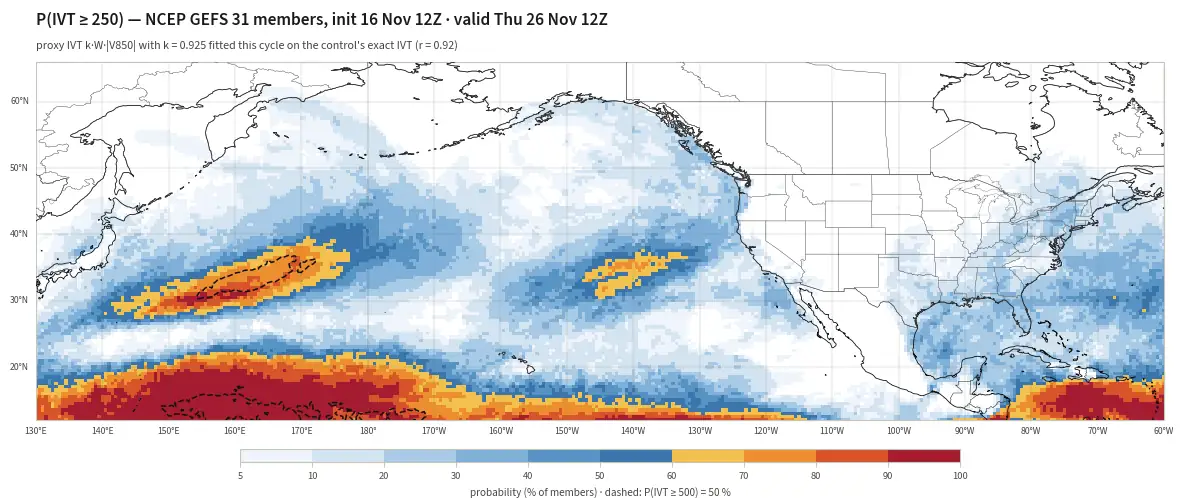 P(IVT ≥ 250) — NCEP GEFS 31 members, init 16 Nov 12Z · valid Thu 26 Nov 12Z
proxy IVT k·W·|V850| with k = 0.925 fitted this cycle on the control's exact IVT (r = 0.92)
60°N
50°N
40°N
30°N
20°N
130°E 140°E 150°E 160°E 170°E 180° 170°W 160°W 150°W 140°W 130°W 120°W 110°W 100°W 90°W 80°W 70°W 60°W
5 10 20 30 40 50 60 70 80 90 100
probability (% of members) · dashed: P(IVT ≥ 500) = 50 %